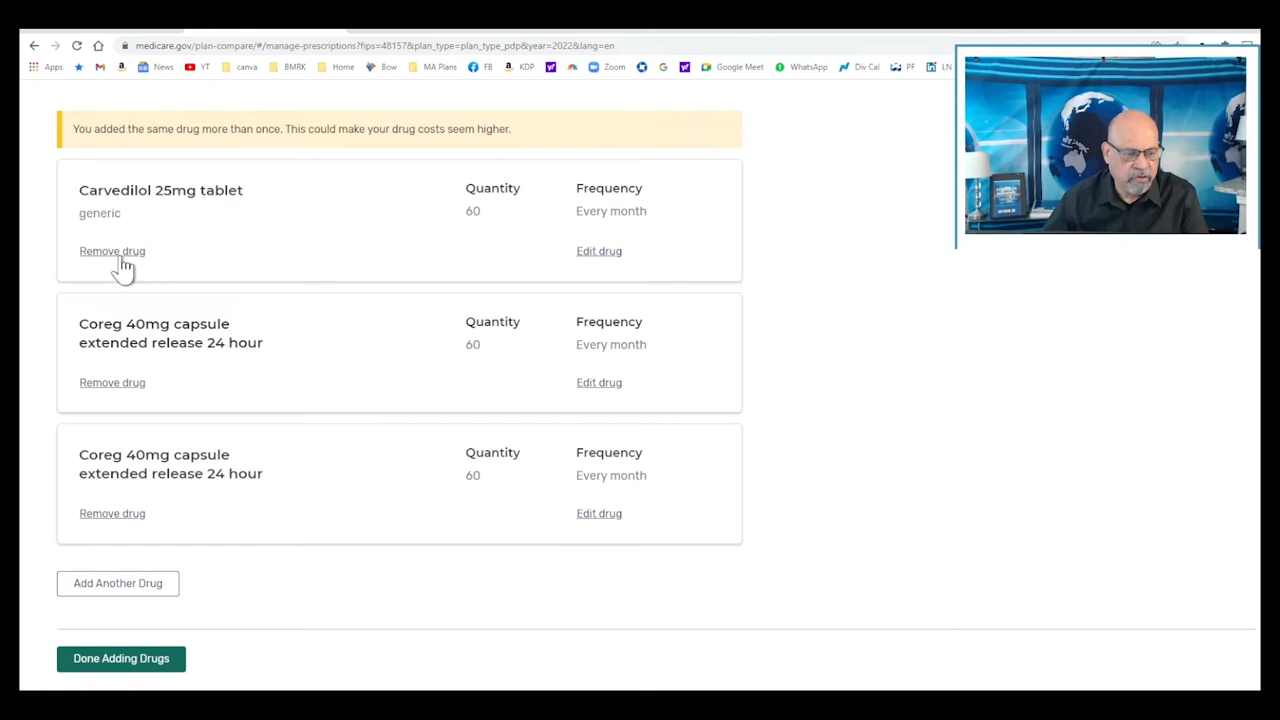 medicare.gov/plan-compare/#/manage-prescriptions?fips=48157&plan_type=plan_type_pdp&year=2022&lang=en
Apps News YT canva BMRK Home Bow MA Plans FB KDP Zoom Google Meet WhatsApp Div Cal PF LN
You added the same drug more than once. This could make your drug costs seem higher.
Carvedilol 25mg tablet Quantity Frequency
generic 60 Every month
Remove drug Edit drug
Coreg 40mg capsule Quantity Frequency
extended release 24 hour 60 Every month
Remove drug Edit drug
Coreg 40mg capsule Quantity Frequency
extended release 24 hour 60 Every month
Remove drug Edit drug
Add Another Drug
Done Adding Drugs